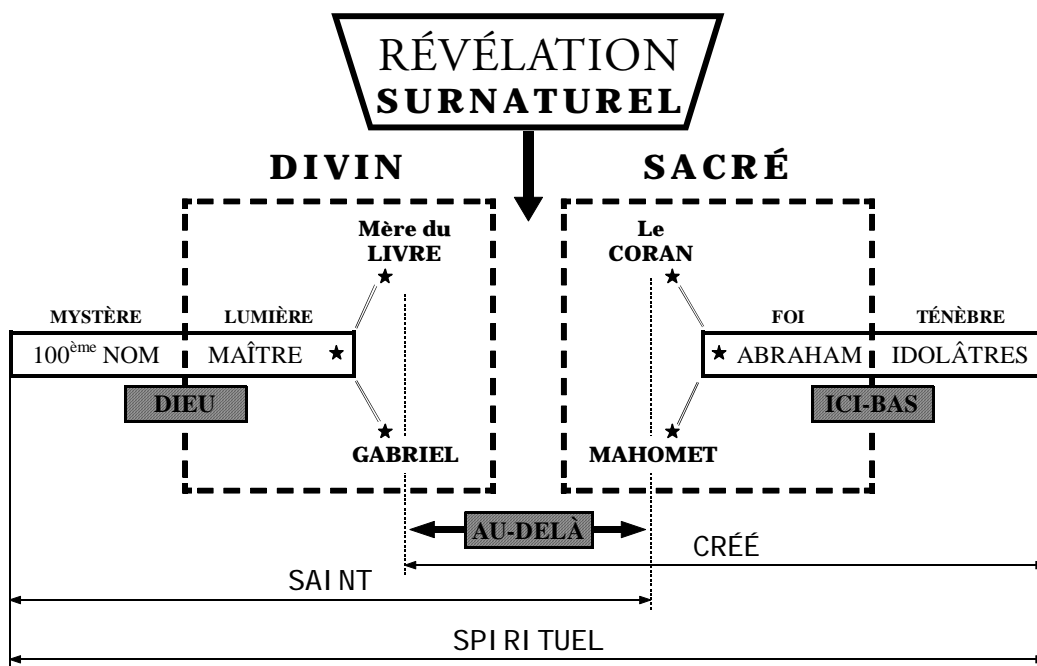 RÉVÉLATION
SURNATUREL
DIVIN
SACRÉ
Mère du
LIVRE
Le
CORAN
MYSTÈRE
LUMIÈRE
FOI
TÉNÈBRE
100ème NOM
MAÎTRE
ABRAHAM
IDOLÂTRES
DIEU
ICI-BAS
GABRIEL
MAHOMET
AU-DELÀ
CRÉÉ
SAINT
SPIRITUEL